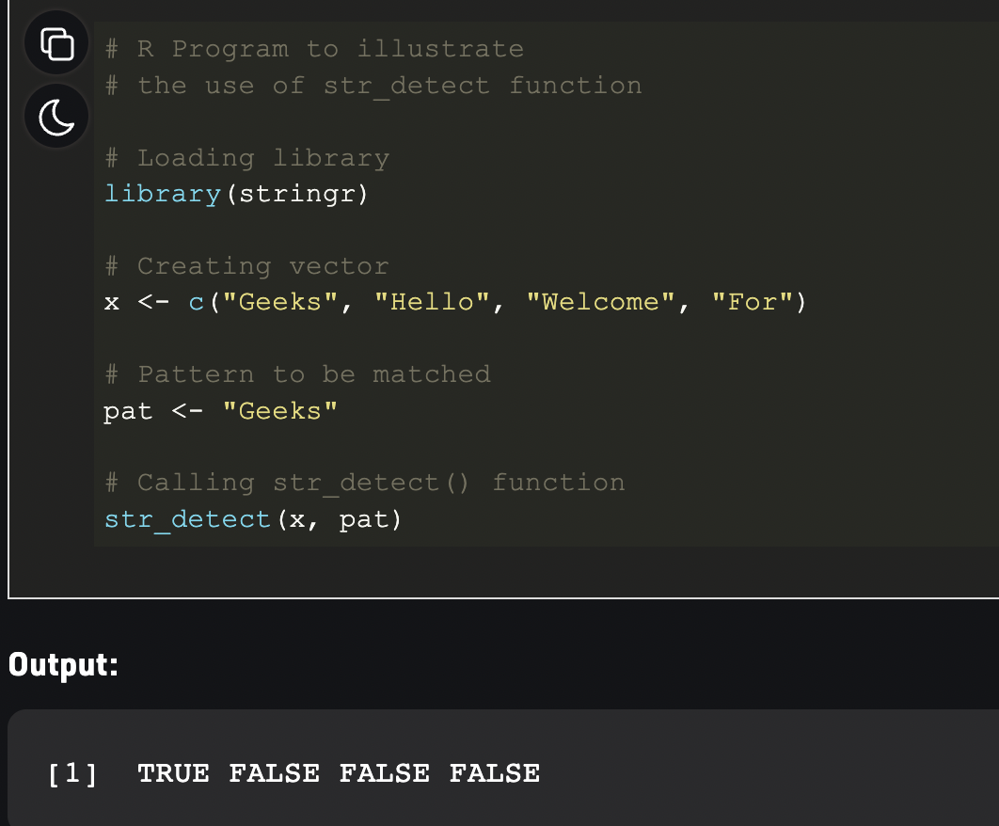 # R Program to illustrate
# the use of str_detect function
# Loading library
library(stringr)
# Creating vector
x <- c("Geeks", "Hello", "Welcome", "For")
# Pattern to be matched
pat <- "Geeks"
# Calling str_detect() function
str_detect(x, pat)
Output:
[1]  TRUE FALSE FALSE FALSE